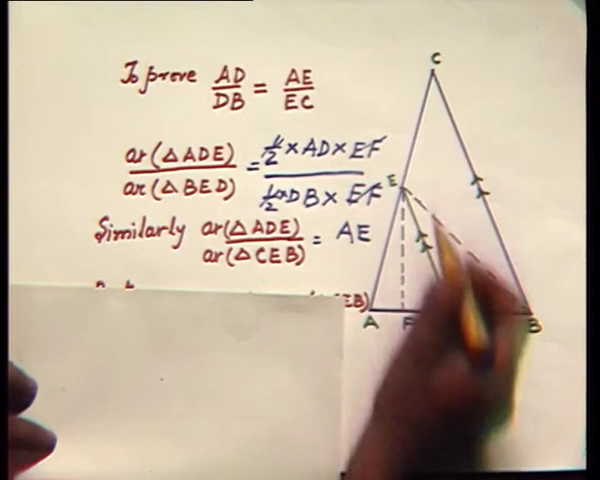 To prove AD/DB = AE/EC
ar(△ADE)/ar(△BED) = ½ × AD × EF / ½ × DB × EF
Similarly ar(△ADE)/ar(△CEB) = AE
EB)
C
E
A F B